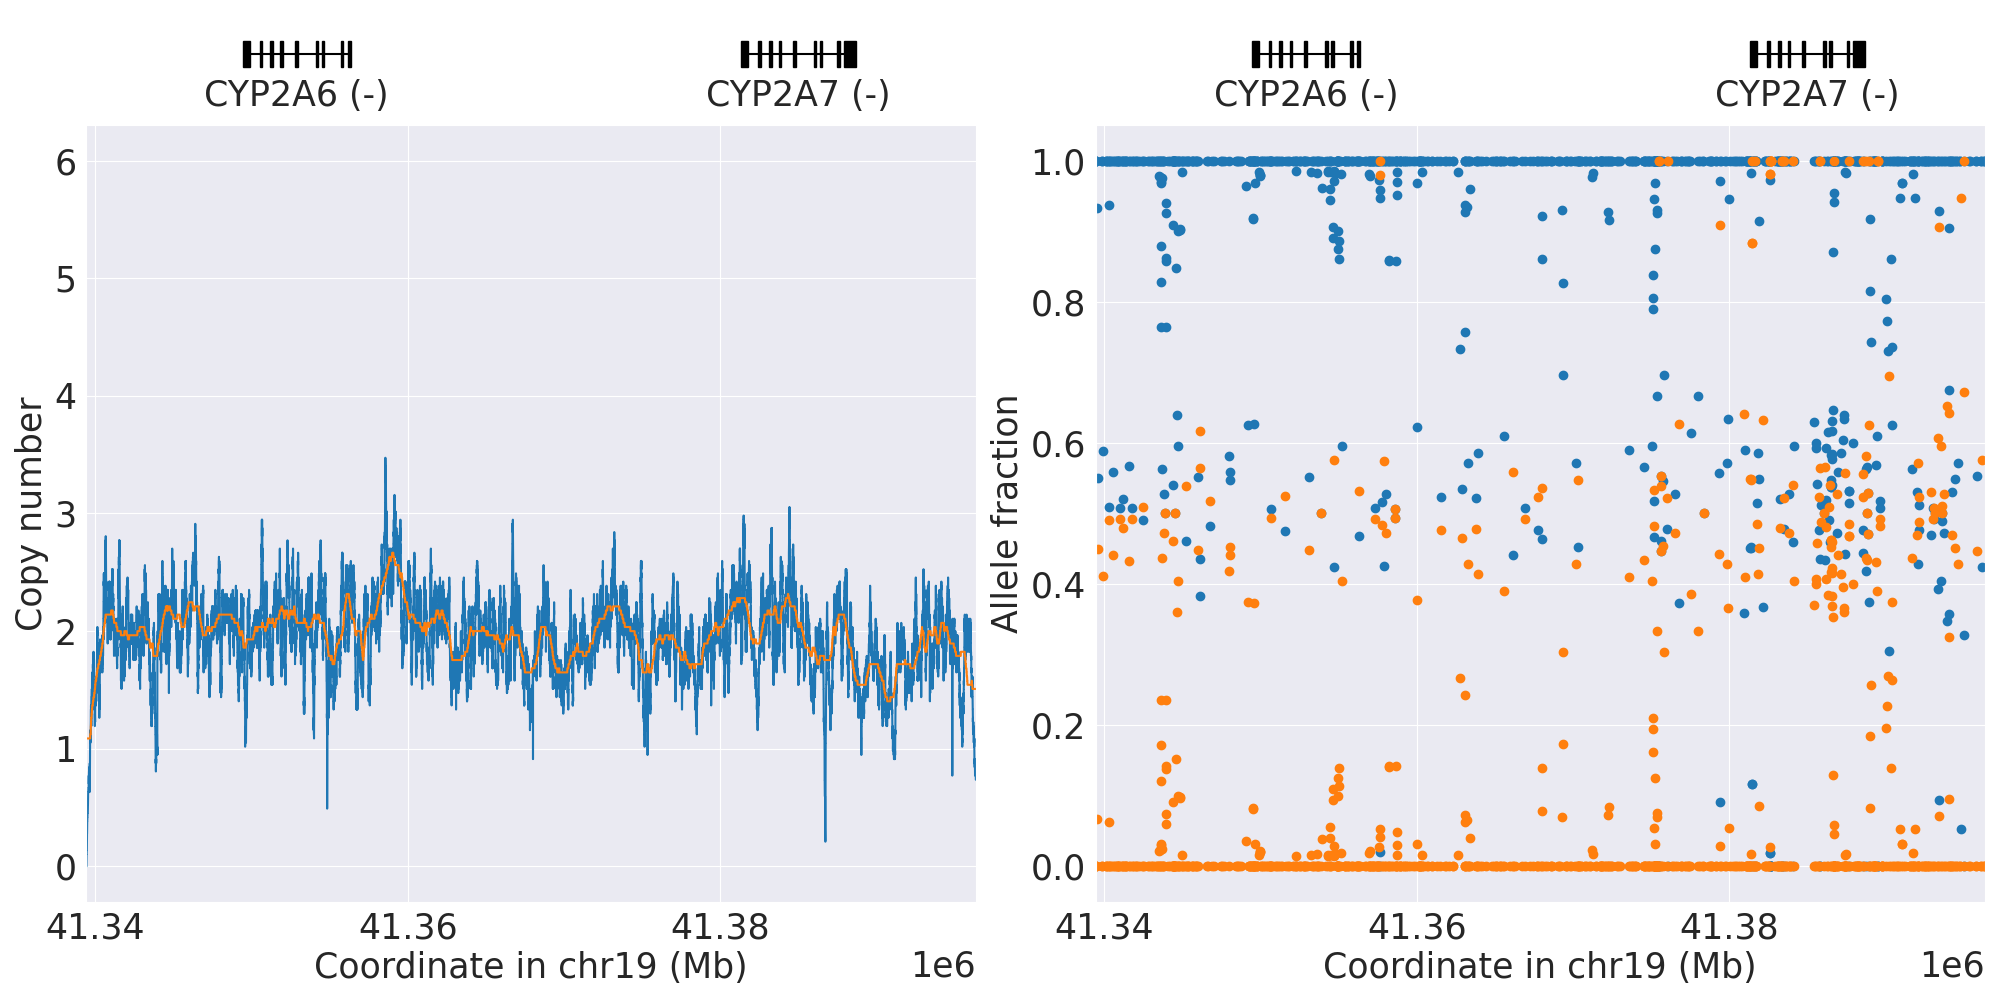 CYP2A6 (-) CYP2A7 (-)
6
5
4
3
2
1
0
Copy number
41.34 41.36 41.38
Coordinate in chr19 (Mb) 1e6
CYP2A6 (-) CYP2A7 (-)
1.0
0.8
0.6
0.4
0.2
0.0
Allele fraction
41.34 41.36 41.38
Coordinate in chr19 (Mb) 1e6